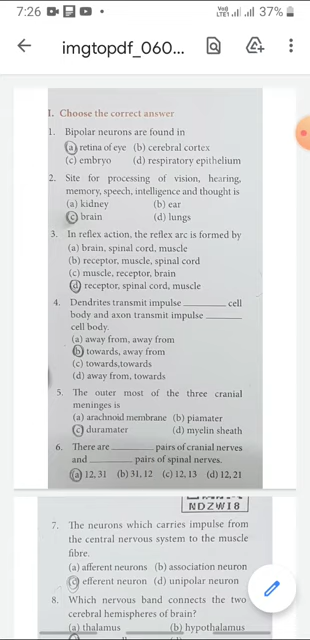 7:26
Vo9
LTE1
37%
imgtopdf_060...
I. Choose the correct answer
1. Bipolar neurons are found in
(a) retina of eye (b) cerebral cortex
(c) embryo (d) respiratory epithelium
2. Site for processing of vision, hearing,
memory, speech, intelligence and thought is
(a) kidney (b) ear
(c) brain (d) lungs
3. In reflex action, the reflex arc is formed by
(a) brain, spinal cord, muscle
(b) receptor, muscle, spinal cord
(c) muscle, receptor, brain
(d) receptor, spinal cord, muscle
4. Dendrites transmit impulse ________ cell
body and axon transmit impulse ________
cell body.
(a) away from, away from
(b) towards, away from
(c) towards,towards
(d) away from, towards
5. The outer most of the three cranial
meninges is
(a) arachnoid membrane (b) piamater
(c) duramater (d) myelin sheath
6. There are ________ pairs of cranial nerves
and ________ pairs of spinal nerves.
(a) 12, 31 (b) 31, 12 (c) 12, 13 (d) 12, 21
NDZWI8
7. The neurons which carries impulse from
the central nervous system to the muscle
fibre.
(a) afferent neurons (b) association neuron
(c) efferent neuron (d) unipolar neuron
8. Which nervous band connects the two
cerebral hemispheres of brain?
(a) thalamus (b) hypothalamus